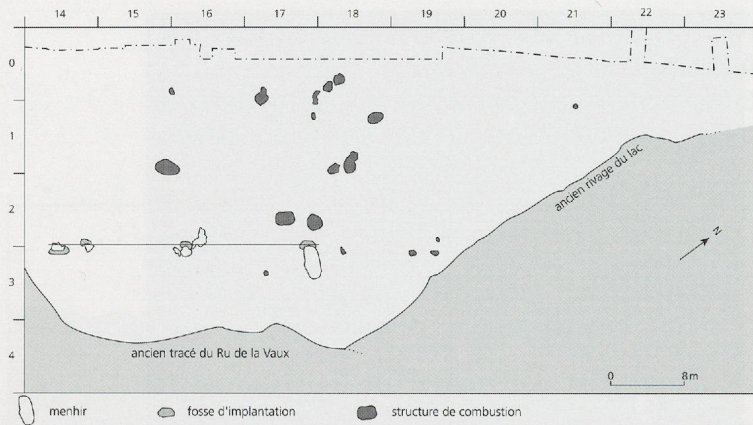 14 15 16 17 18 19 20 21 22 23
0
1
2
3
4
ancien rivage du lac
N
ancien tracé du Ru de la Vaux
0 8 m
menhir fosse d'implantation structure de combustion